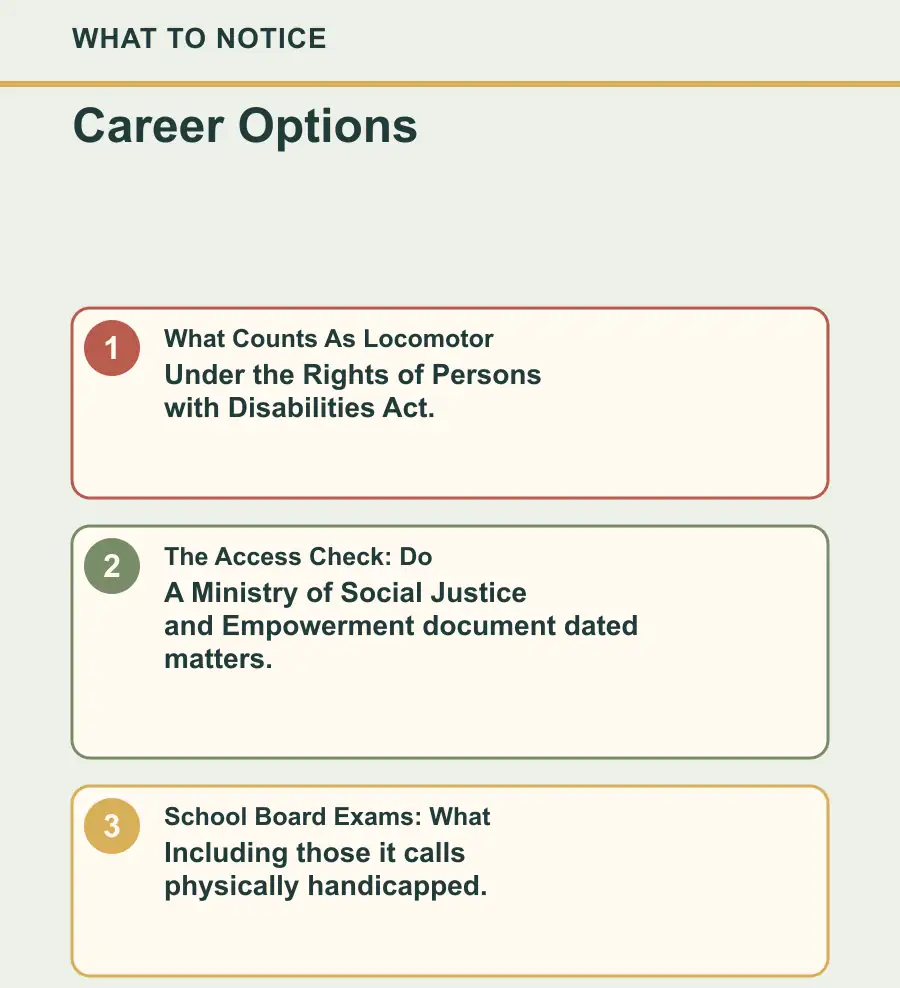 WHAT TO NOTICE
Career Options
1
What Counts As Locomotor
Under the Rights of Persons
with Disabilities Act.
2
The Access Check: Do
A Ministry of Social Justice
and Empowerment document dated
matters.
3
School Board Exams: What
Including those it calls
physically handicapped.